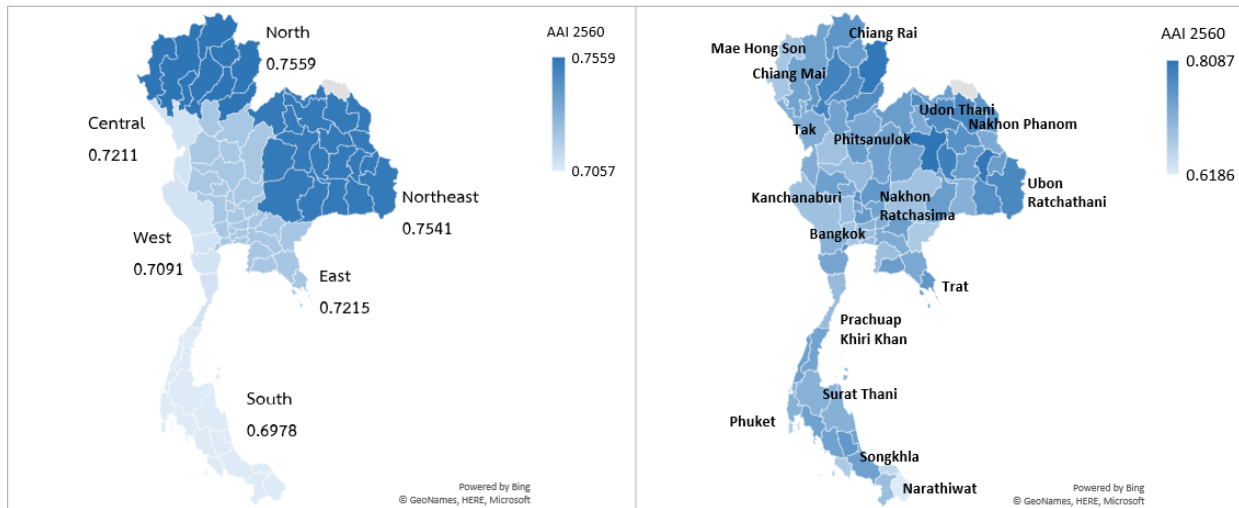 North
0.7559
Central
0.7211
West
0.7091
Northeast
0.7541
East
0.7215
South
0.6978
AAI 2560
0.7559
0.7057
Powered by Bing
© GeoNames, HERE, Microsoft
Chiang Rai
Mae Hong Son
Chiang Mai
Udon Thani
Nakhon Phanom
Tak
Phitsanulok
Kanchanaburi
Nakhon
Ratchasima
Ubon
Ratchathani
Bangkok
Trat
Prachuap
Khiri Khan
Surat Thani
Phuket
Songkhla
Narathiwat
AAI 2560
0.8087
0.6186
Powered by Bing
© GeoNames, HERE, Microsoft